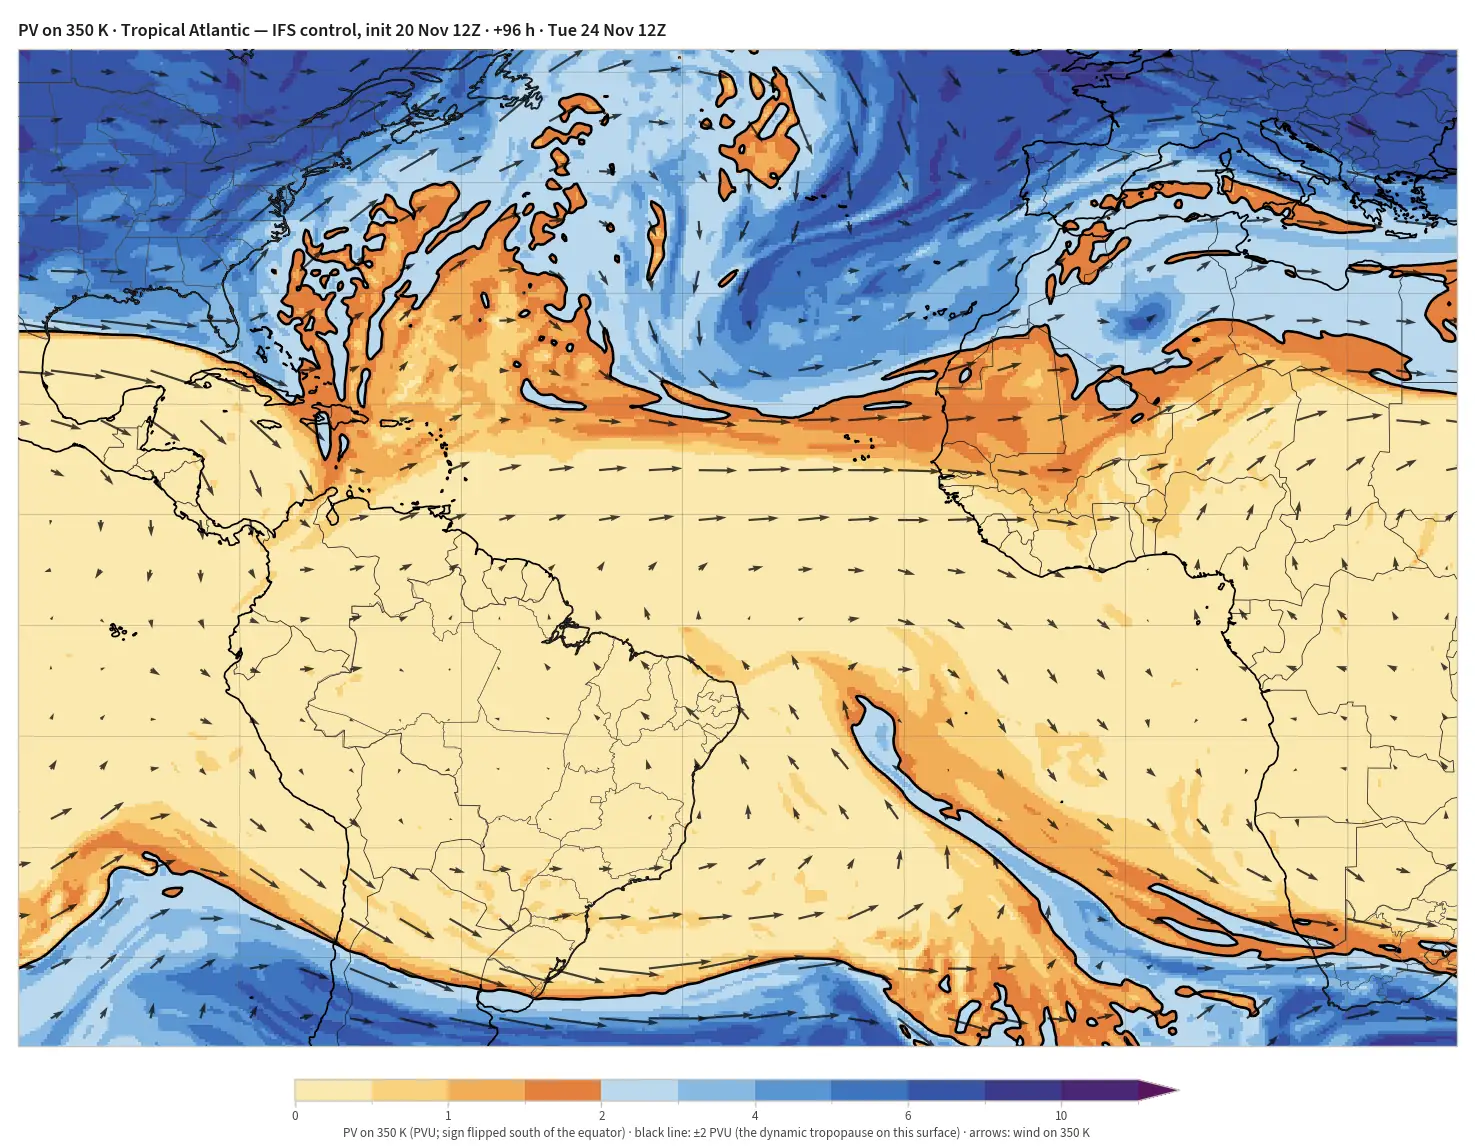 PV on 350 K · Tropical Atlantic — IFS control, init 20 Nov 12Z · +96 h · Tue 24 Nov 12Z
0 1 2 4 6 10
PV on 350 K (PVU; sign flipped south of the equator) · black line: ±2 PVU (the dynamic tropopause on this surface) · arrows: wind on 350 K